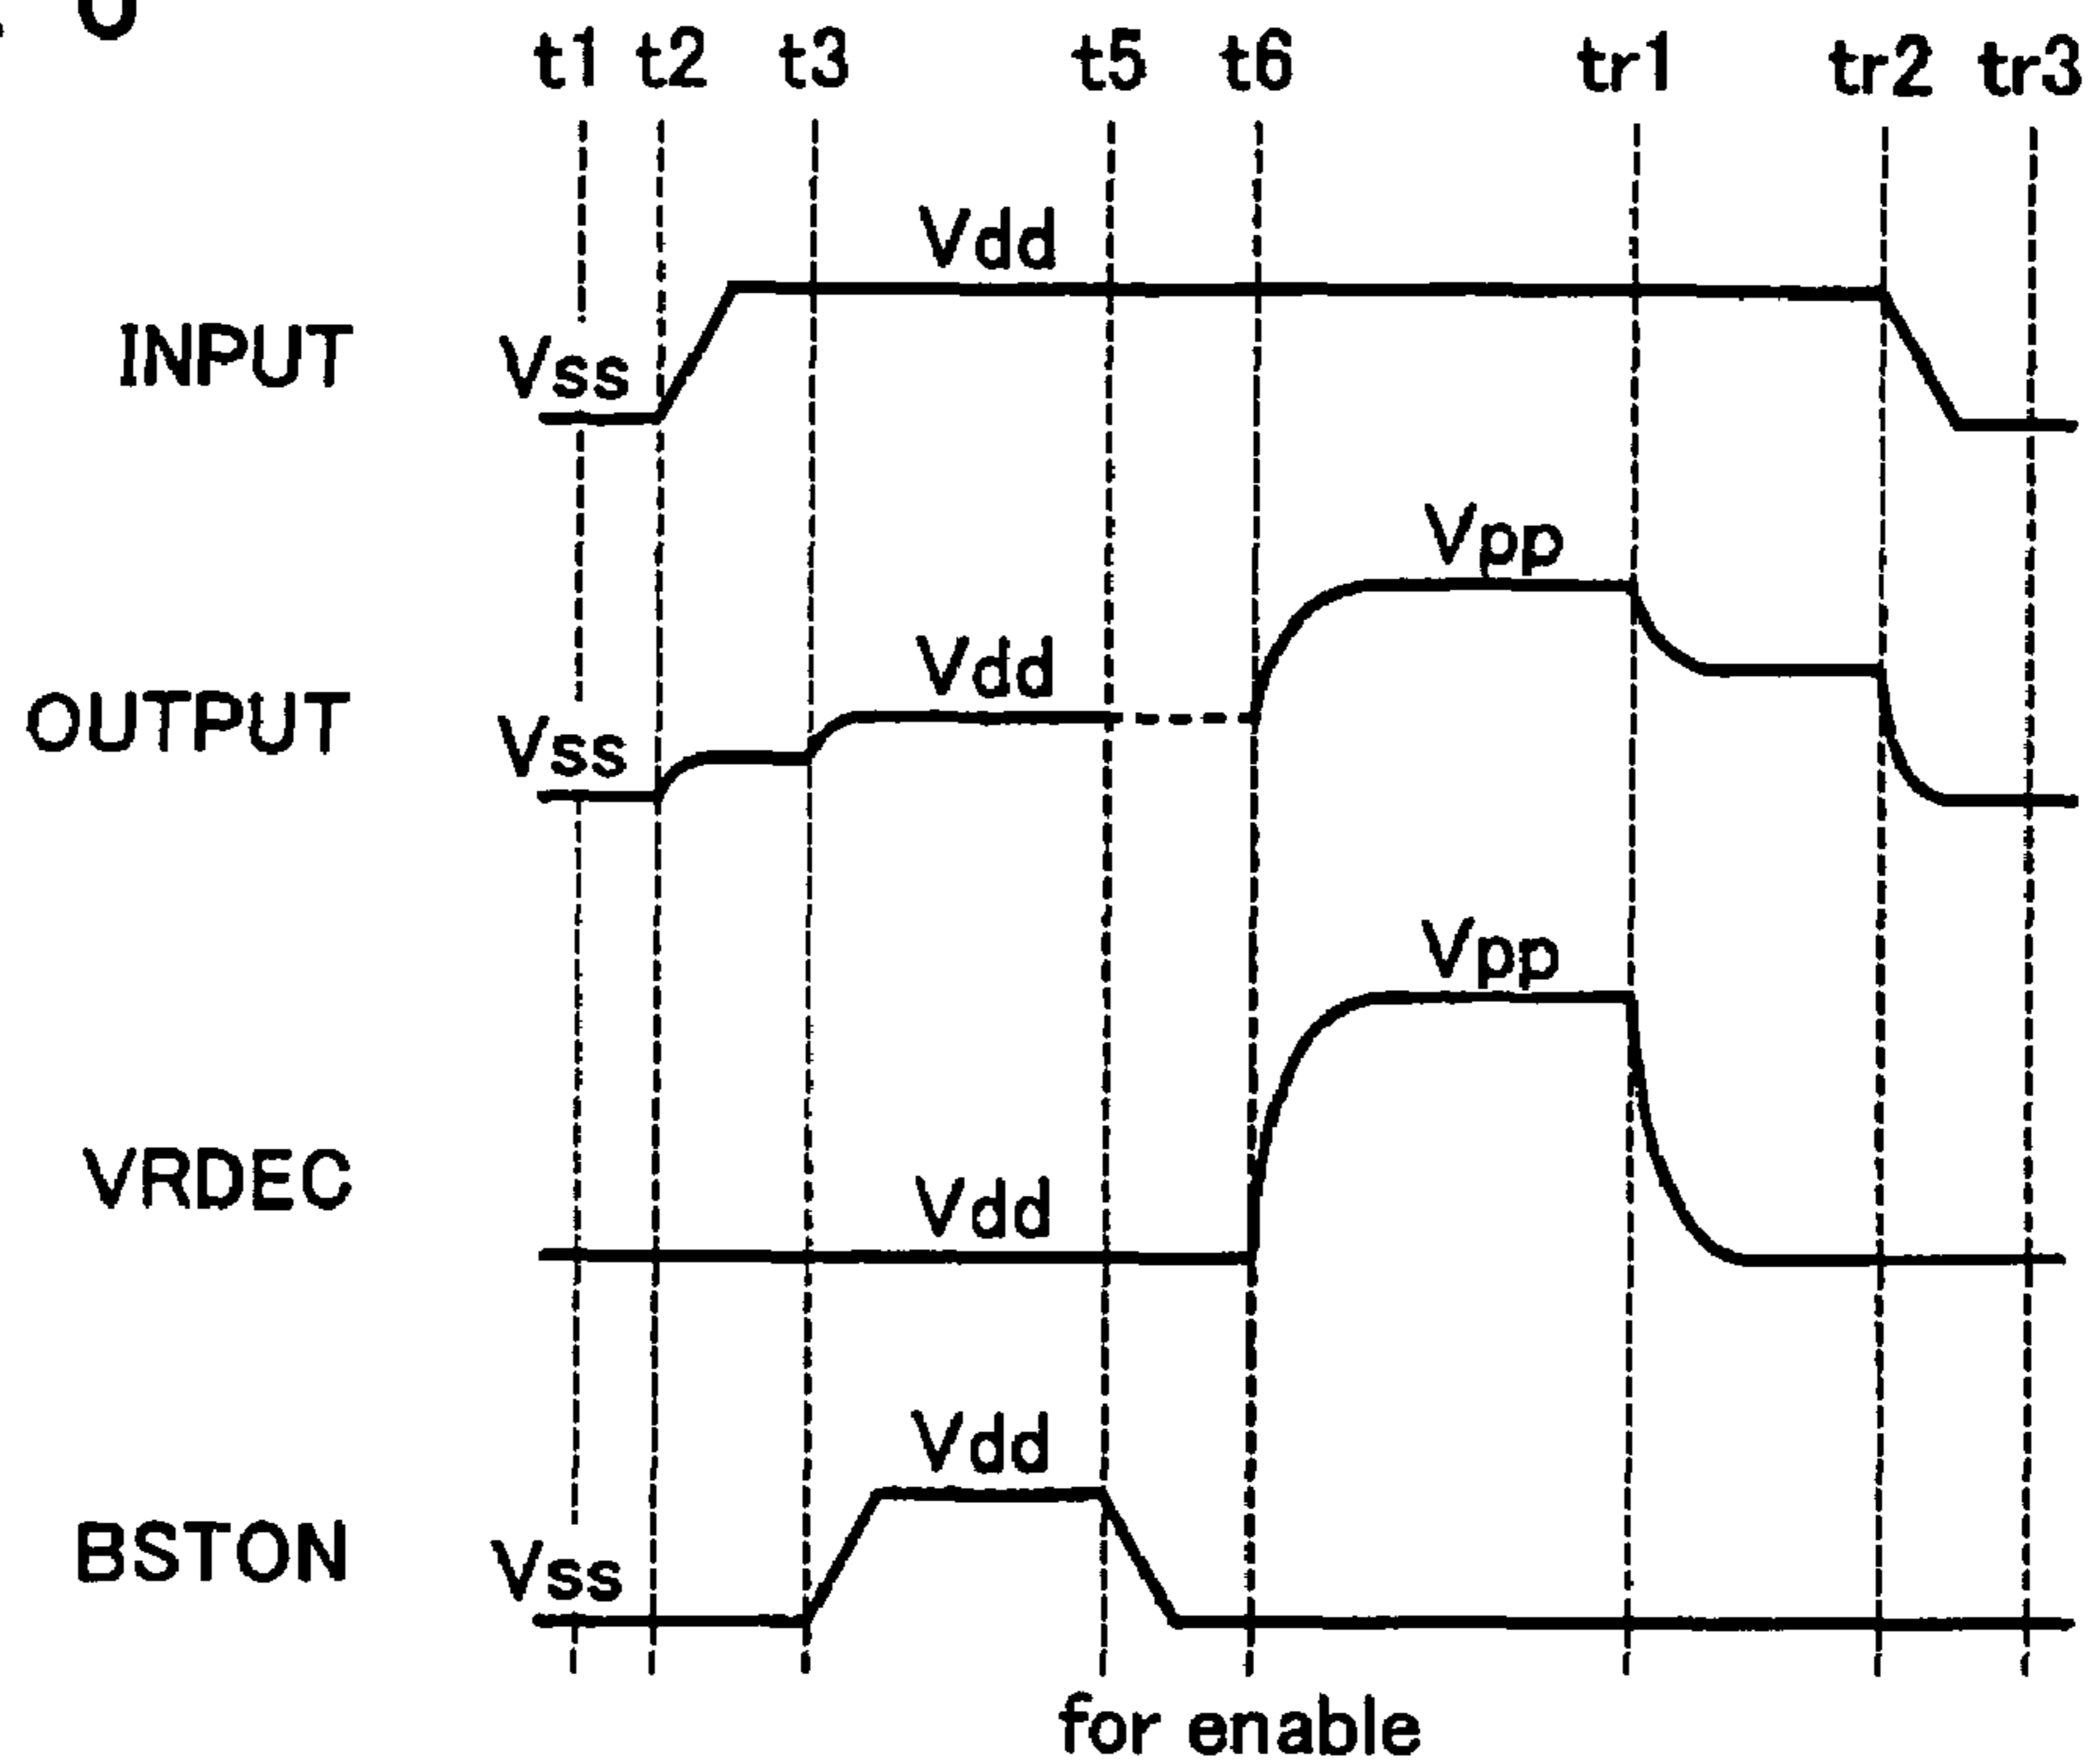 t1 t2 t3 t5 t6 tr1 tr2 tr3
Vdd
INPUT Vss
Vpp
Vdd
OUTPUT Vss
Vpp
VRDEC Vdd
Vdd
BSTON Vss
for enable